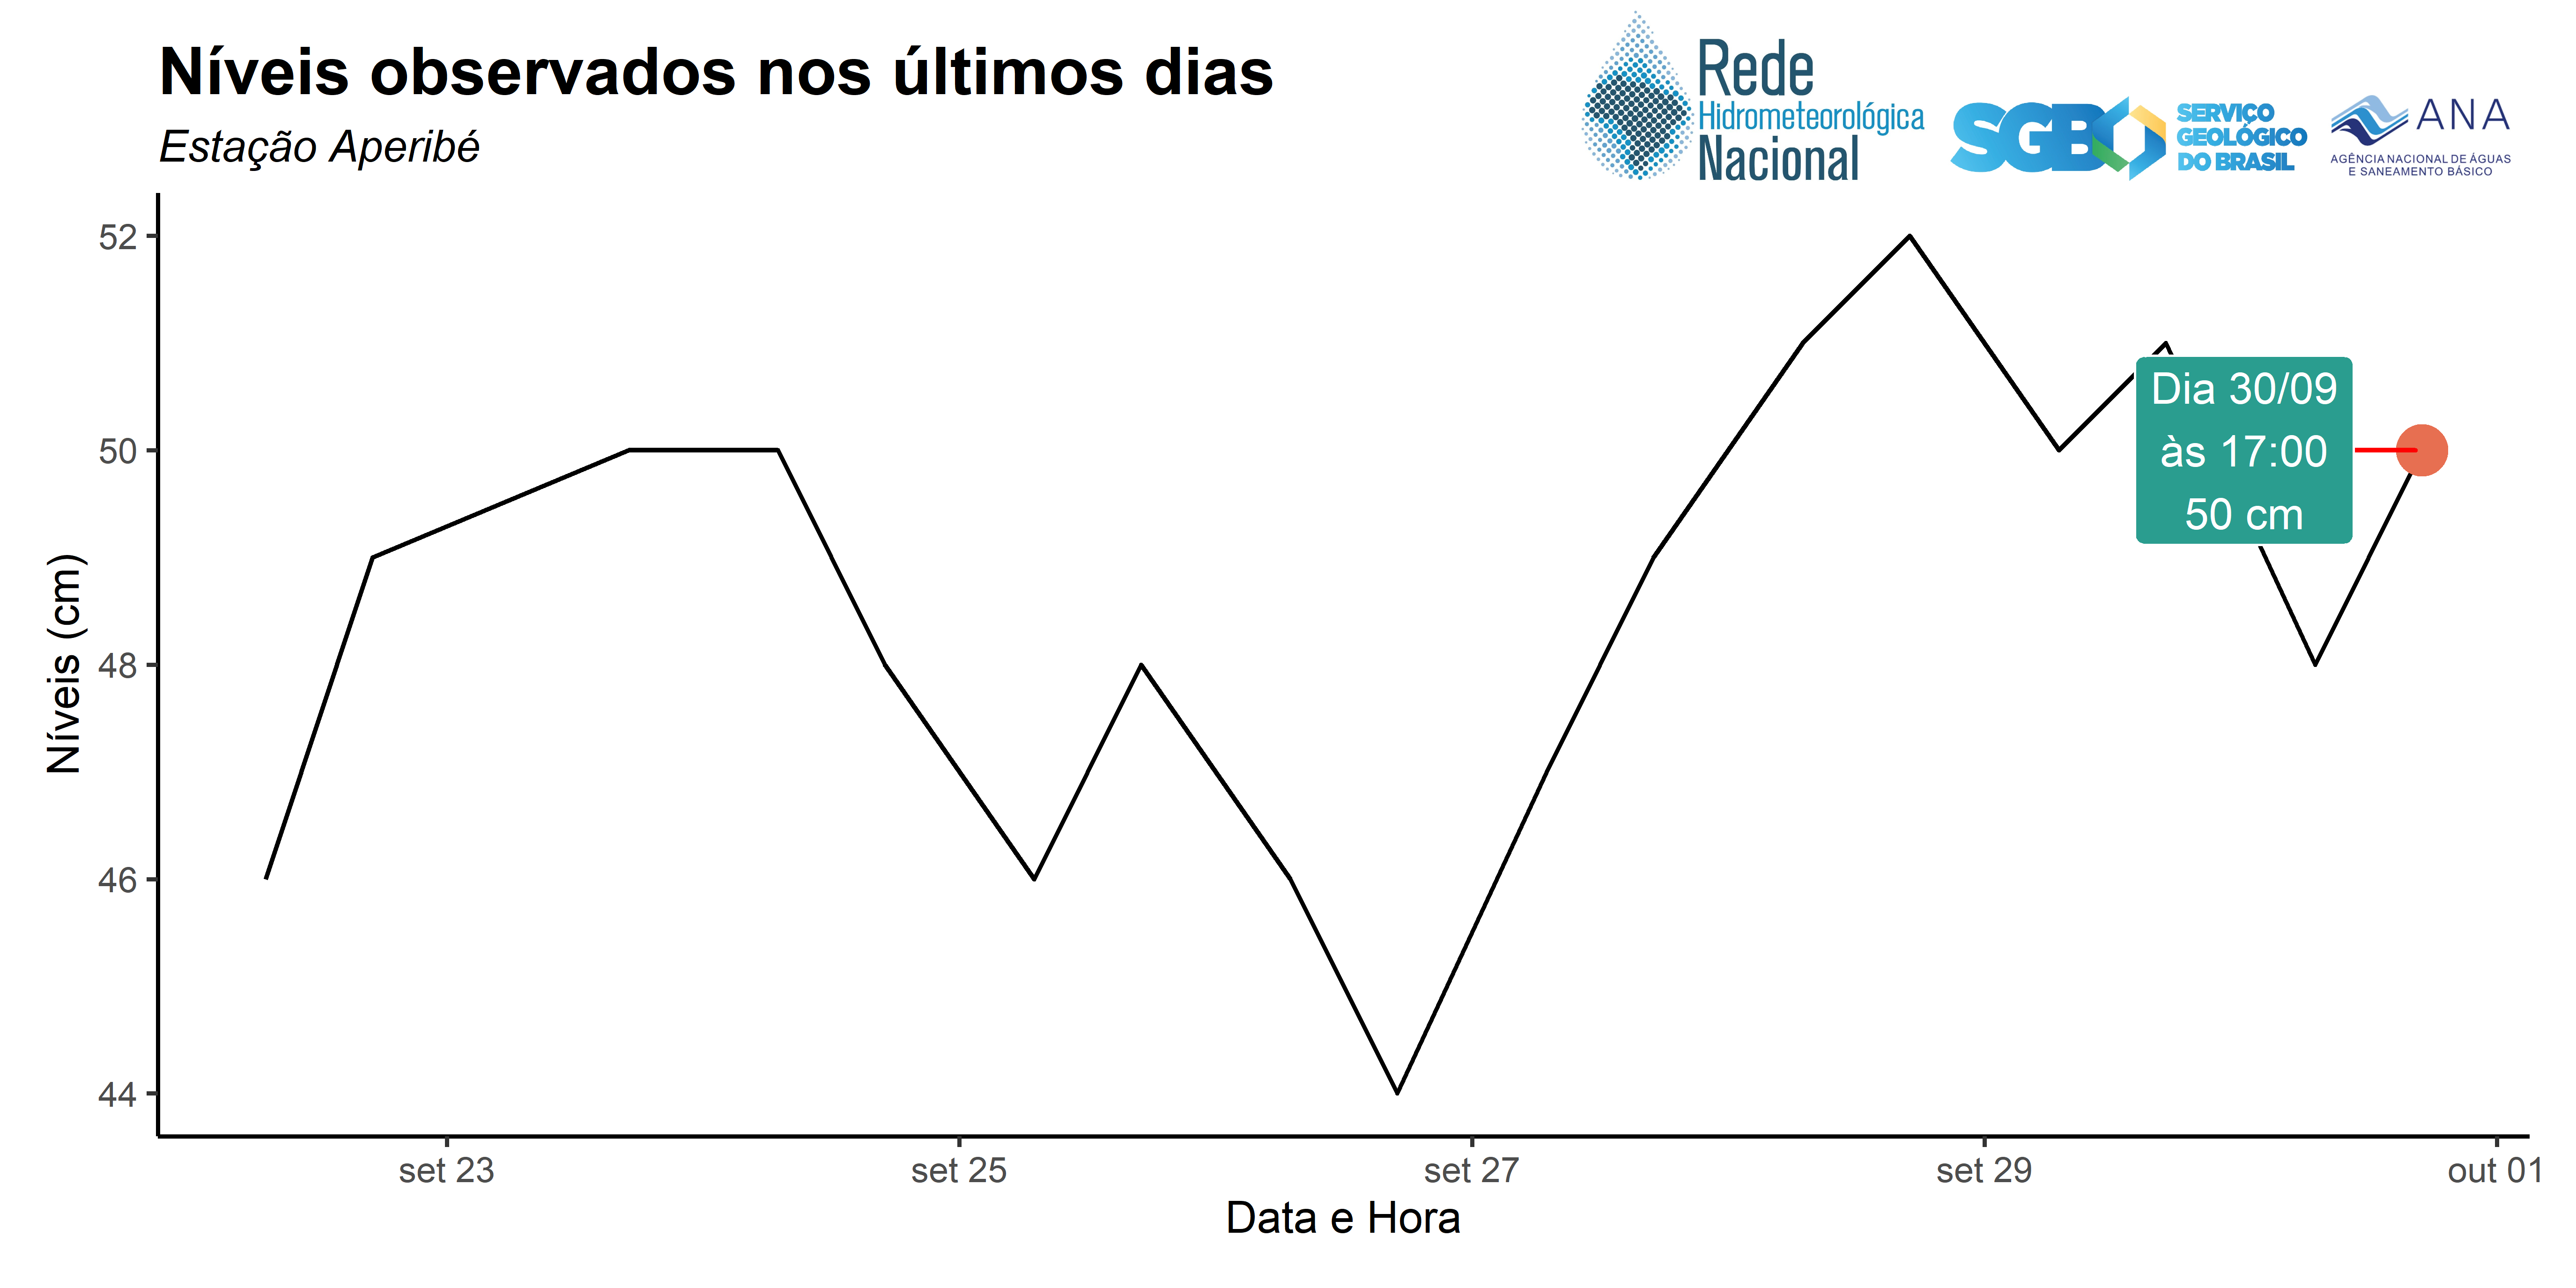 Níveis observados nos últimos dias
Estação Aperibé
Rede
Hidrometeorológica
Nacional
SGB
SERVIÇO
GEOLÓGICO
DO BRASIL
ANA
AGÊNCIA NACIONAL DE ÁGUAS
E SANEAMENTO BÁSICO
52
50
48
46
44
Níveis (cm)
Dia 30/09
às 17:00
50 cm
set 23
set 25
set 27
set 29
out 01
Data e Hora